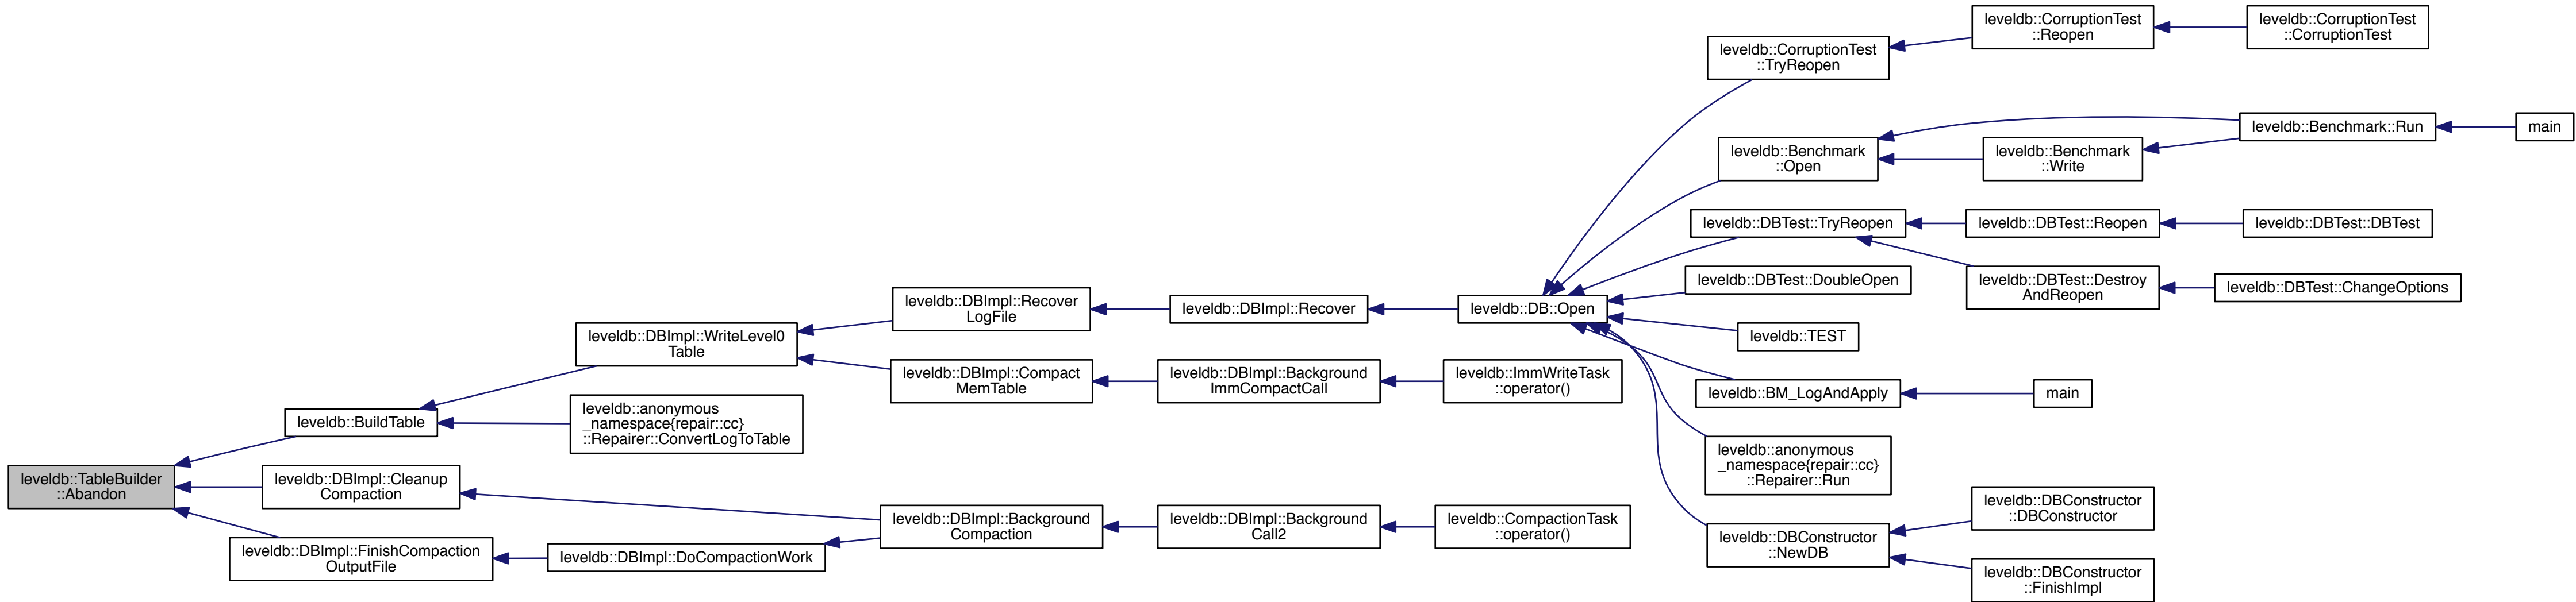 leveldb::TableBuilder
::Abandon
leveldb::BuildTable
leveldb::DBImpl::Cleanup
Compaction
leveldb::DBImpl::FinishCompaction
OutputFile
leveldb::DBImpl::WriteLevel0
Table
leveldb::anonymous
_namespace{repair::cc}
::Repairer::ConvertLogToTable
leveldb::DBImpl::DoCompactionWork
leveldb::DBImpl::Recover
LogFile
leveldb::DBImpl::Compact
MemTable
leveldb::DBImpl::Background
Compaction
leveldb::DBImpl::Recover
leveldb::DBImpl::Background
ImmCompactCall
leveldb::DBImpl::Background
Call2
leveldb::DB::Open
leveldb::ImmWriteTask
::operator()
leveldb::CompactionTask
::operator()
leveldb::CorruptionTest
::TryReopen
leveldb::Benchmark
::Open
leveldb::DBTest::TryReopen
leveldb::DBTest::DoubleOpen
leveldb::TEST
leveldb::BM_LogAndApply
leveldb::anonymous
_namespace{repair::cc}
::Repairer::Run
leveldb::DBConstructor
::NewDB
leveldb::CorruptionTest
::Reopen
leveldb::Benchmark
::Write
leveldb::DBTest::Reopen
leveldb::DBTest::Destroy
AndReopen
main
leveldb::DBConstructor
::DBConstructor
leveldb::DBConstructor
::FinishImpl
leveldb::CorruptionTest
::CorruptionTest
leveldb::Benchmark::Run
leveldb::DBTest::DBTest
leveldb::DBTest::ChangeOptions
main